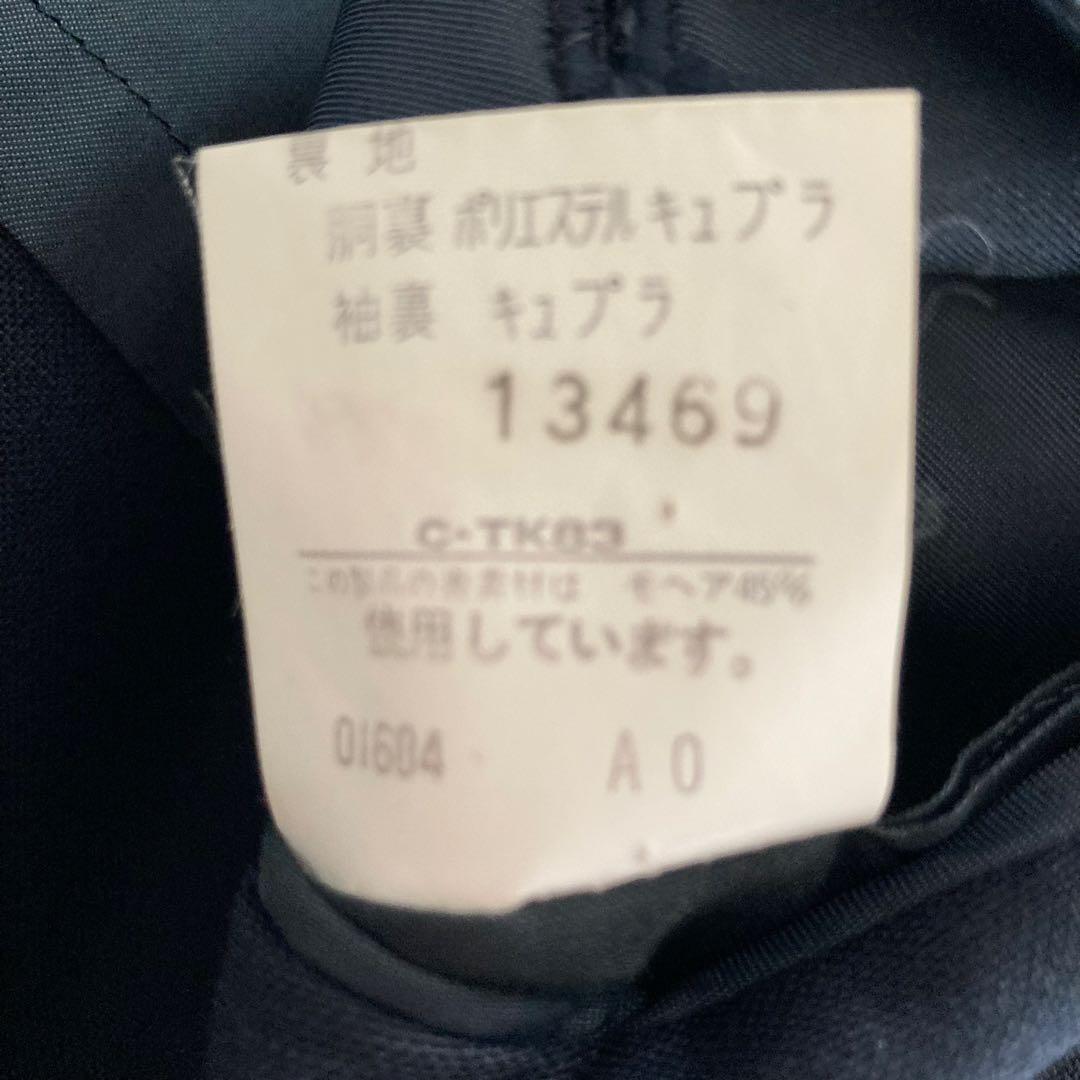 裏 地
胴裏 ポリエステル キュプラ
袖裏 キュプラ
13469
C-TK83
この製品の表素材は モヘア45%
使用しています。
01604 A 0